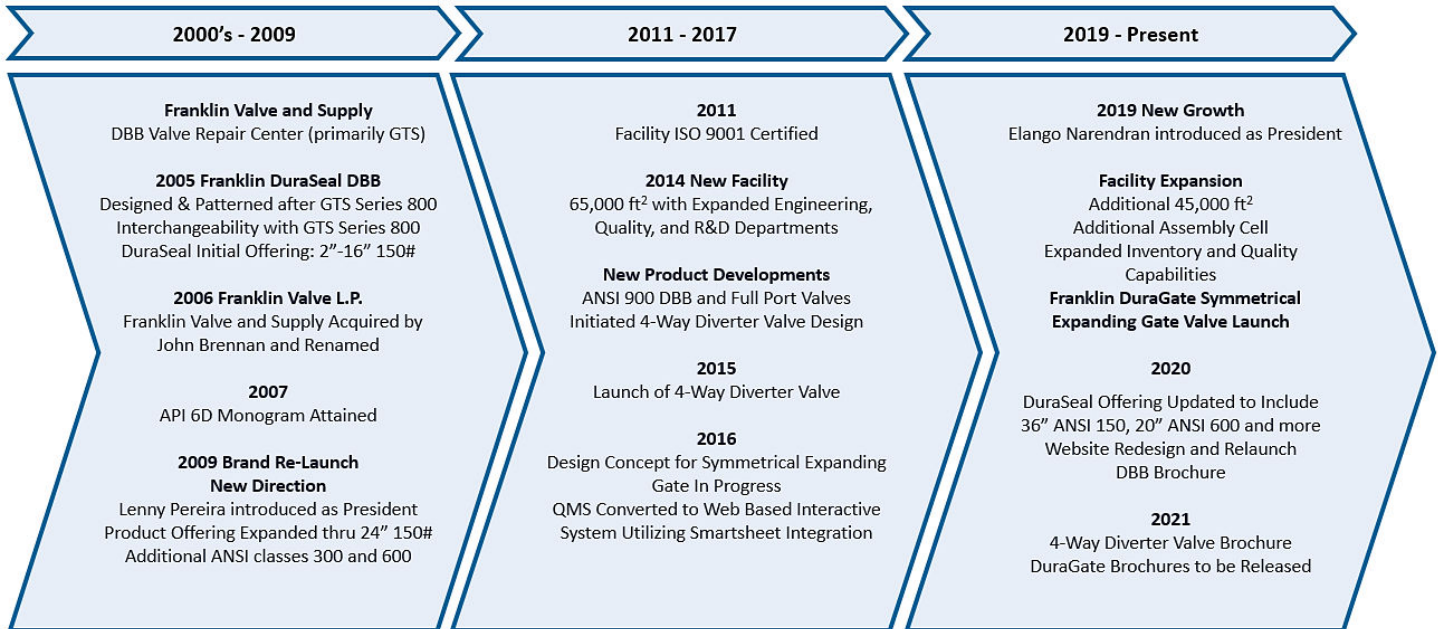 2000's - 2009
Franklin Valve and Supply
DBB Valve Repair Center (primarily GTS)
2005 Franklin DuraSeal DBB
Designed & Patterned after GTS Series 800
Interchangeability with GTS Series 800
DuraSeal Initial Offering: 2”-16” 150#
2006 Franklin Valve L.P.
Franklin Valve and Supply Acquired by
John Brennan and Renamed
2007
API 6D Monogram Attained
2009 Brand Re-Launch
New Direction
Lenny Pereira introduced as President
Product Offering Expanded thru 24” 150#
Additional ANSI classes 300 and 600
2011 - 2017
2011
Facility ISO 9001 Certified
2014 New Facility
65,000 ft² with Expanded Engineering,
Quality, and R&D Departments
New Product Developments
ANSI 900 DBB and Full Port Valves
Initiated 4-Way Diverter Valve Design
2015
Launch of 4-Way Diverter Valve
2016
Design Concept for Symmetrical Expanding
Gate In Progress
QMS Converted to Web Based Interactive
System Utilizing Smartsheet Integration
2019 - Present
2019 New Growth
Elango Narendran introduced as President
Facility Expansion
Additional 45,000 ft²
Additional Assembly Cell
Expanded Inventory and Quality
Capabilities
Franklin DuraGate Symmetrical
Expanding Gate Valve Launch
2020
DuraSeal Offering Updated to Include
36” ANSI 150, 20” ANSI 600 and more
Website Redesign and Relaunch
DBB Brochure
2021
4-Way Diverter Valve Brochure
DuraGate Brochures to be Released